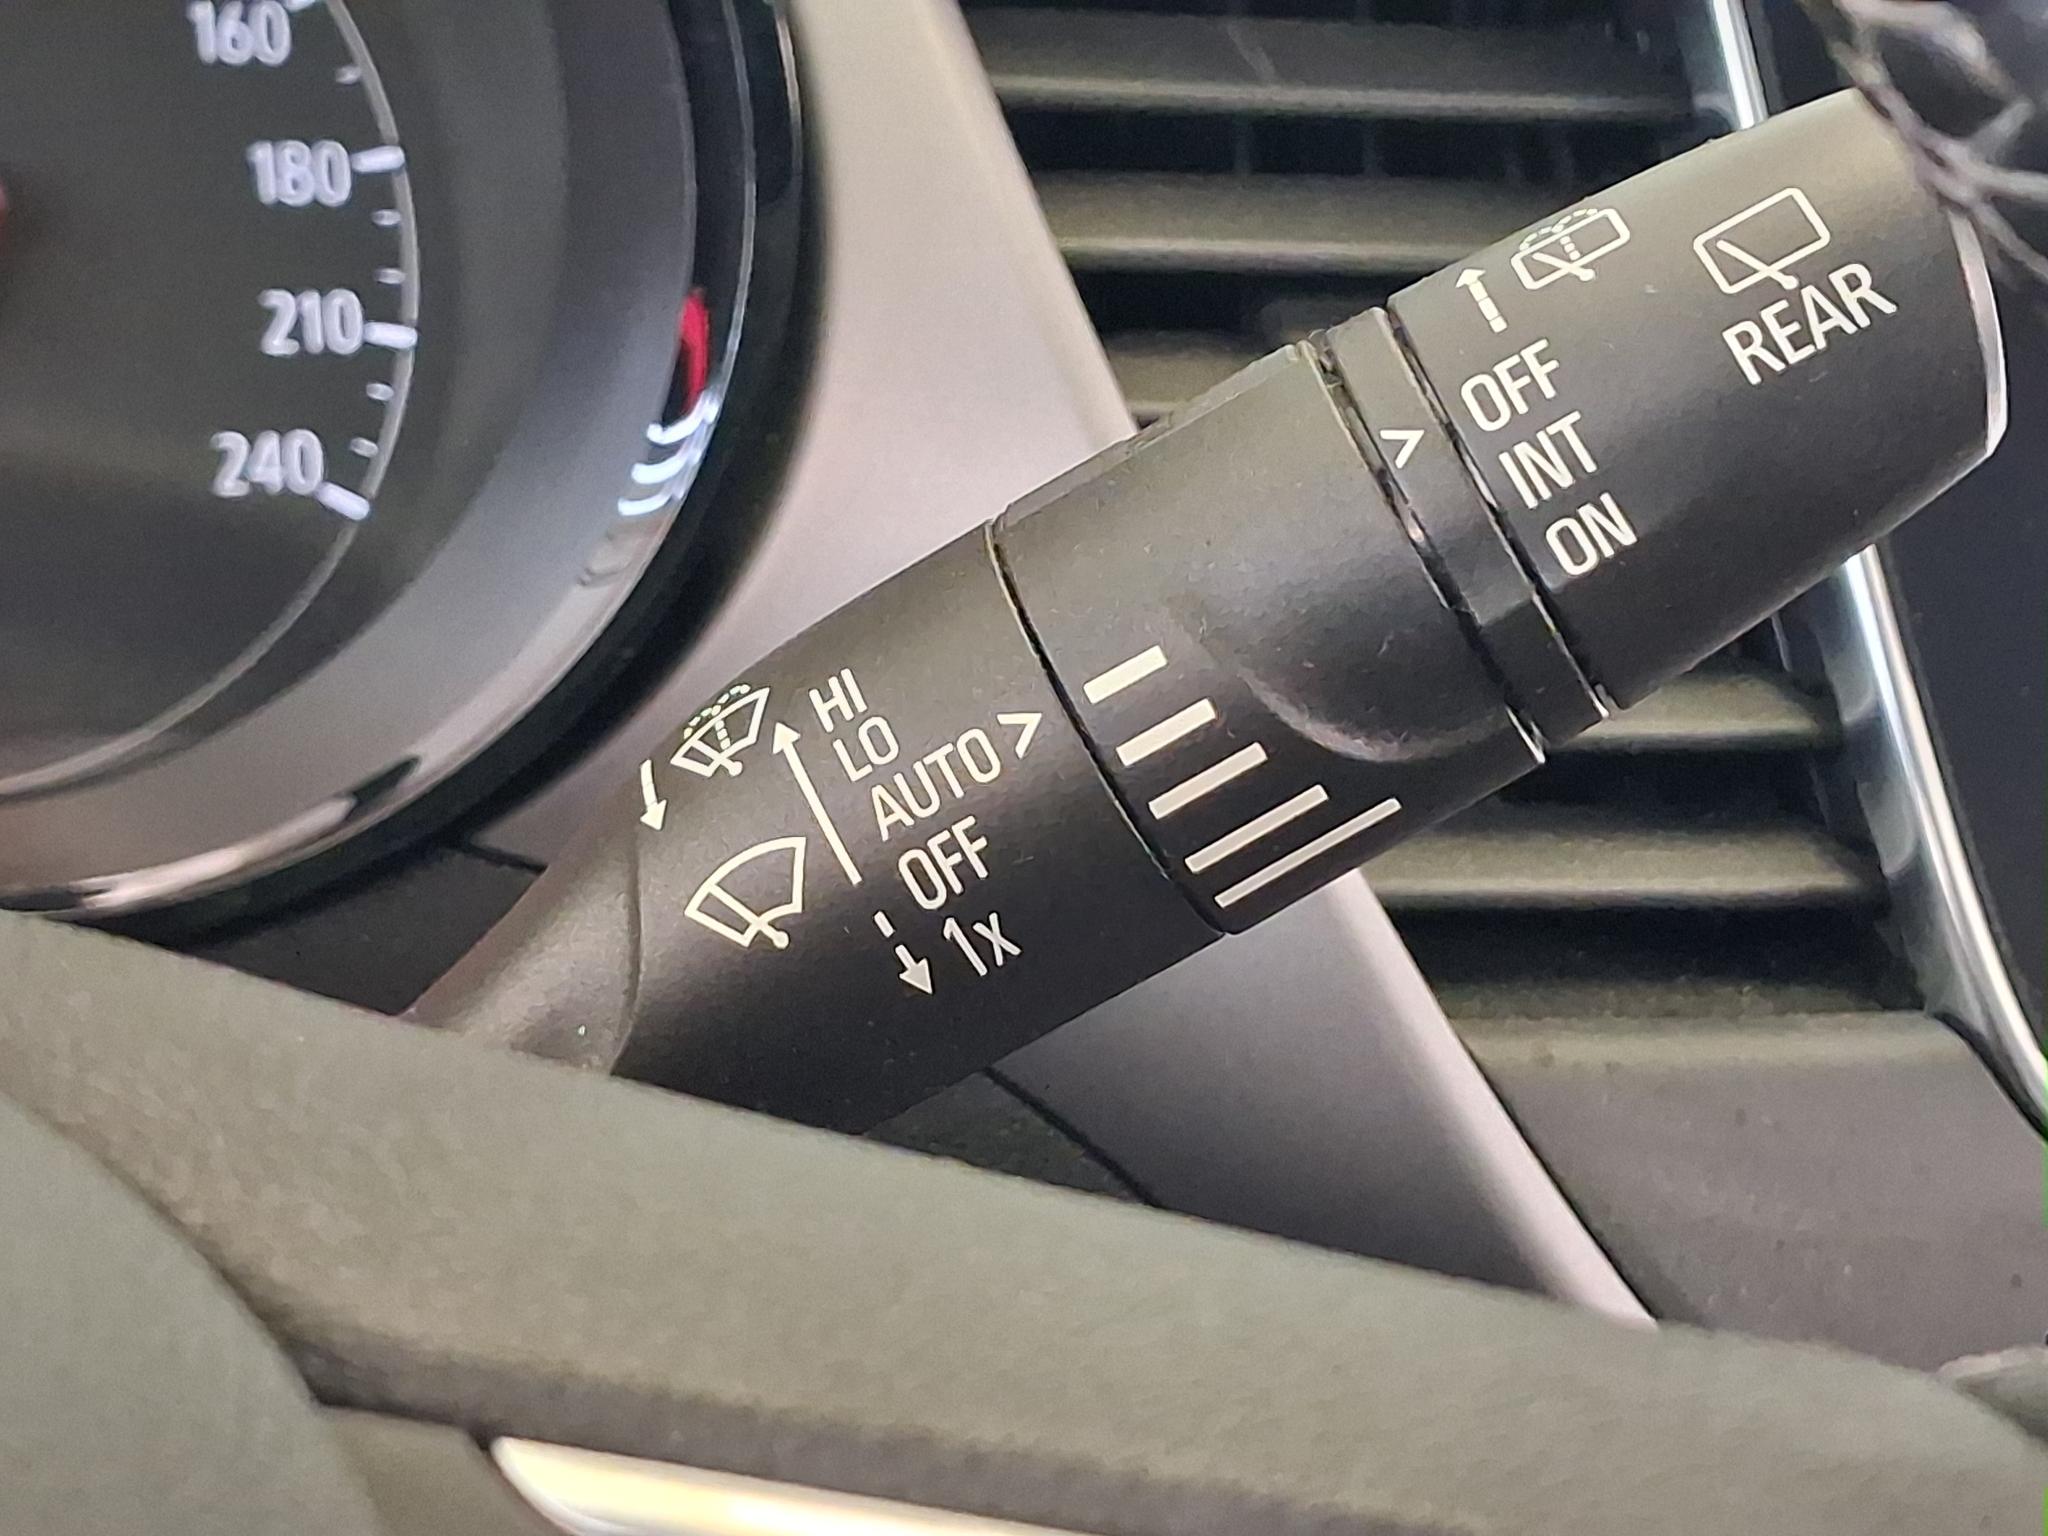 160
180
210
240
HI
LO
AUTO >
OFF
1x
>
OFF
INT
ON
REAR